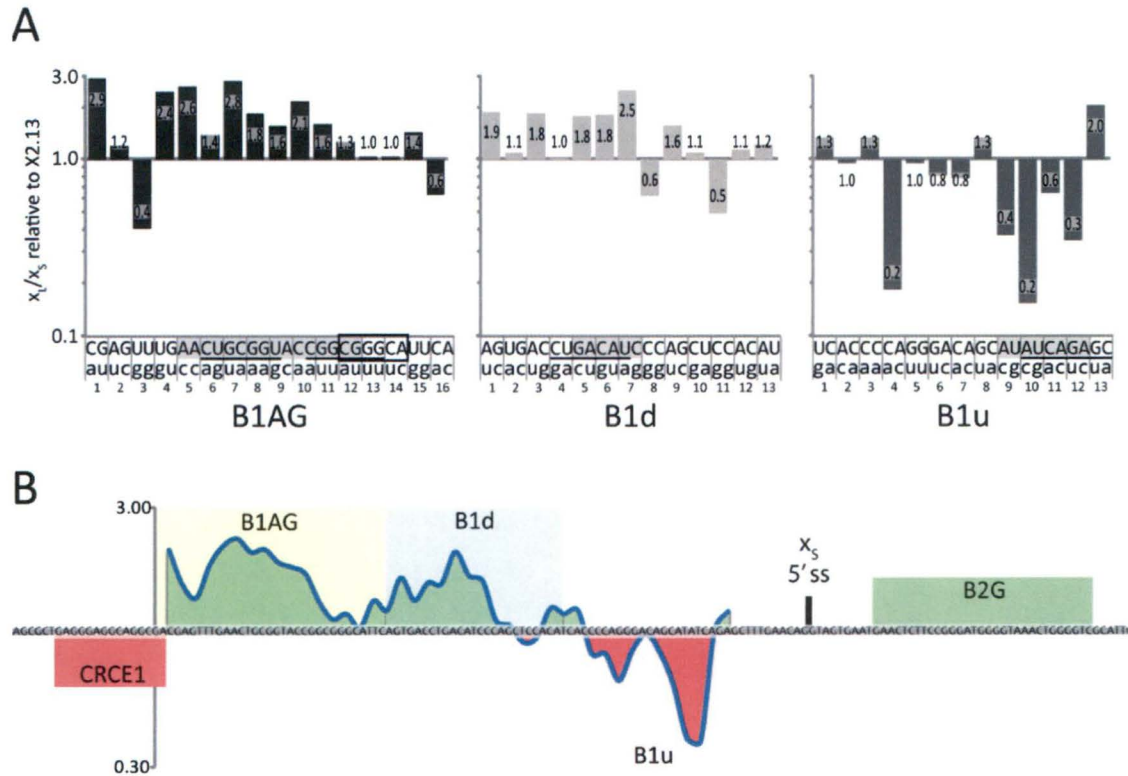 A
x_L/x_S relative to X2.13
3.0
1.0
0.1
2.9 1.2 0.4 2.4 2.6 1.4 2.8 1.8 1.6 2.1 1.6 1.3 1.0 1.0 1.4 0.6
CGAGUUUGAACUGCGGUACCGGCGGGCAUUCA
1 2 3 4 5 6 7 8 9 10 11 12 13 14 15 16
B1AG
1.9 1.1 1.8 1.0 1.8 1.8 2.5 0.6 1.6 1.1 0.5 1.1 1.2
AGUGACCUGACAUCCCAGCUCCACAU
1 2 3 4 5 6 7 8 9 10 11 12 13
B1d
1.3 1.0 1.3 0.2 1.0 0.8 0.8 1.3 0.4 0.2 0.6 0.3 2.0
UCACCCCAGGGACAGCAUAUCAGAGC
gacaaaacuuucacuacgcgacucua
1 2 3 4 5 6 7 8 9 10 11 12 13
B1u
B
3.00
B1AG
B1d
x_S
5' ss
B2G
CRCE1
B1u
0.30